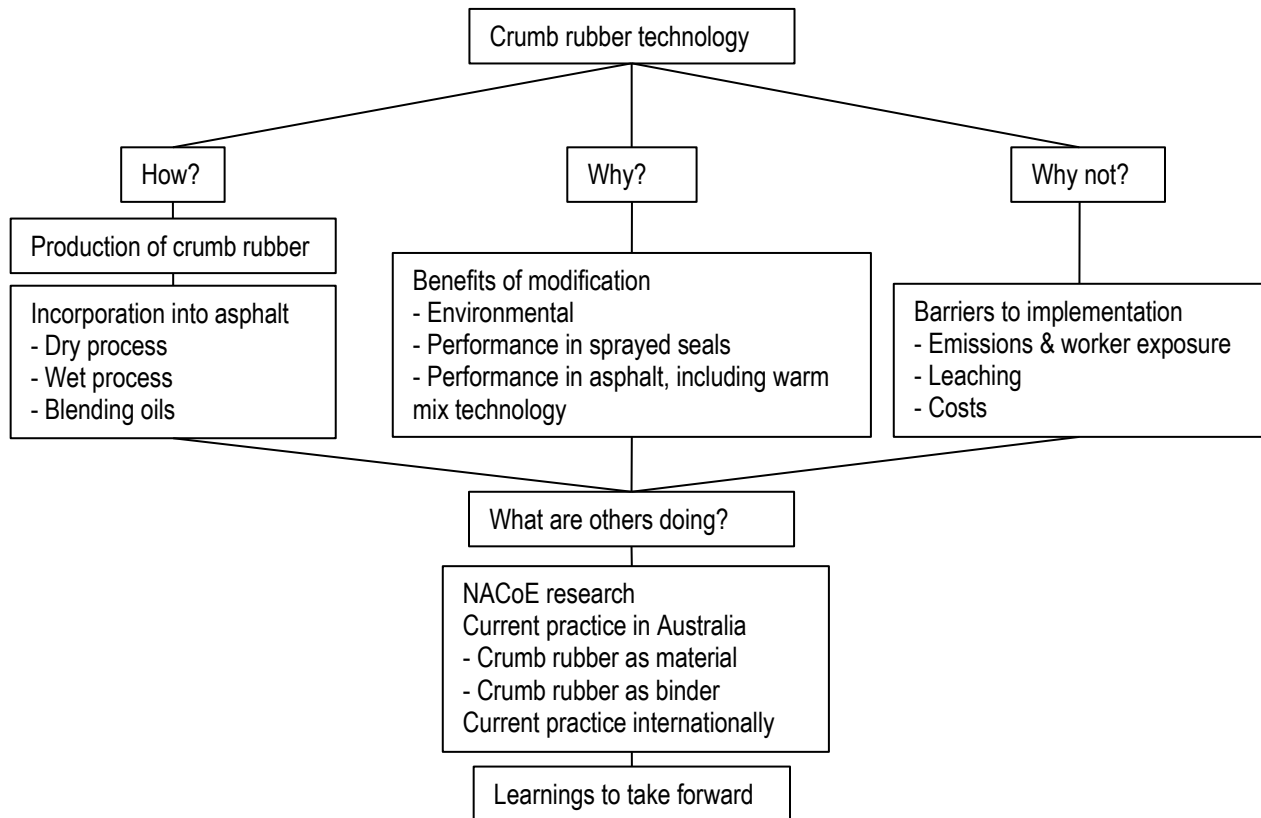 Crumb rubber technology
How?
Why?
Why not?
Production of crumb rubber
Incorporation into asphalt
- Dry process
- Wet process
- Blending oils
Benefits of modification
- Environmental
- Performance in sprayed seals
- Performance in asphalt, including warm
mix technology
Barriers to implementation
- Emissions & worker exposure
- Leaching
- Costs
What are others doing?
NACoE research
Current practice in Australia
- Crumb rubber as material
- Crumb rubber as binder
Current practice internationally
Learnings to take forward